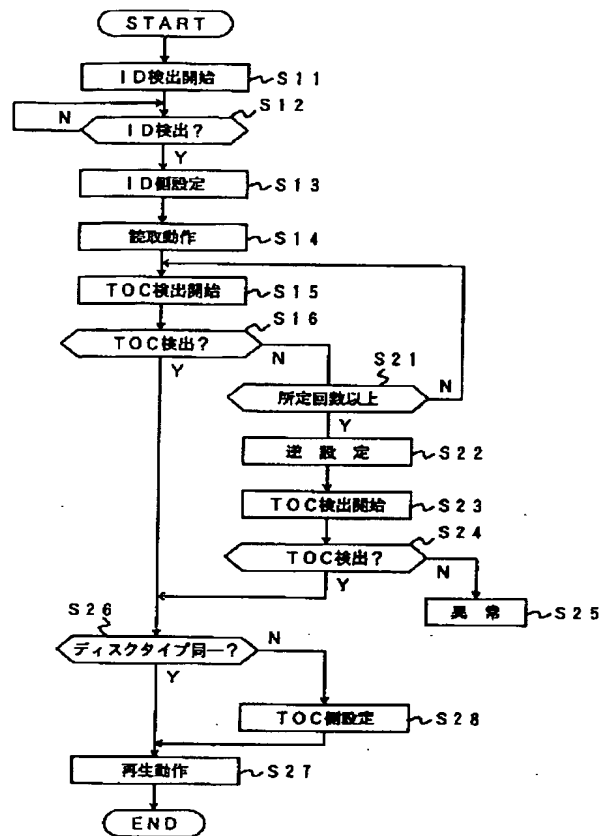 START
ID検出開始
S11
S12
N
ID検出?
Y
ID側設定
S13
読取動作
S14
TOC検出開始
S15
S16
TOC検出?
N
Y
S21
所定回数以上
N
Y
逆 設 定
S22
TOC検出開始
S23
S24
TOC検出?
N
Y
異 常
S25
S26
ディスクタイプ同一?
N
Y
TOC側設定
S28
再生動作
S27
END